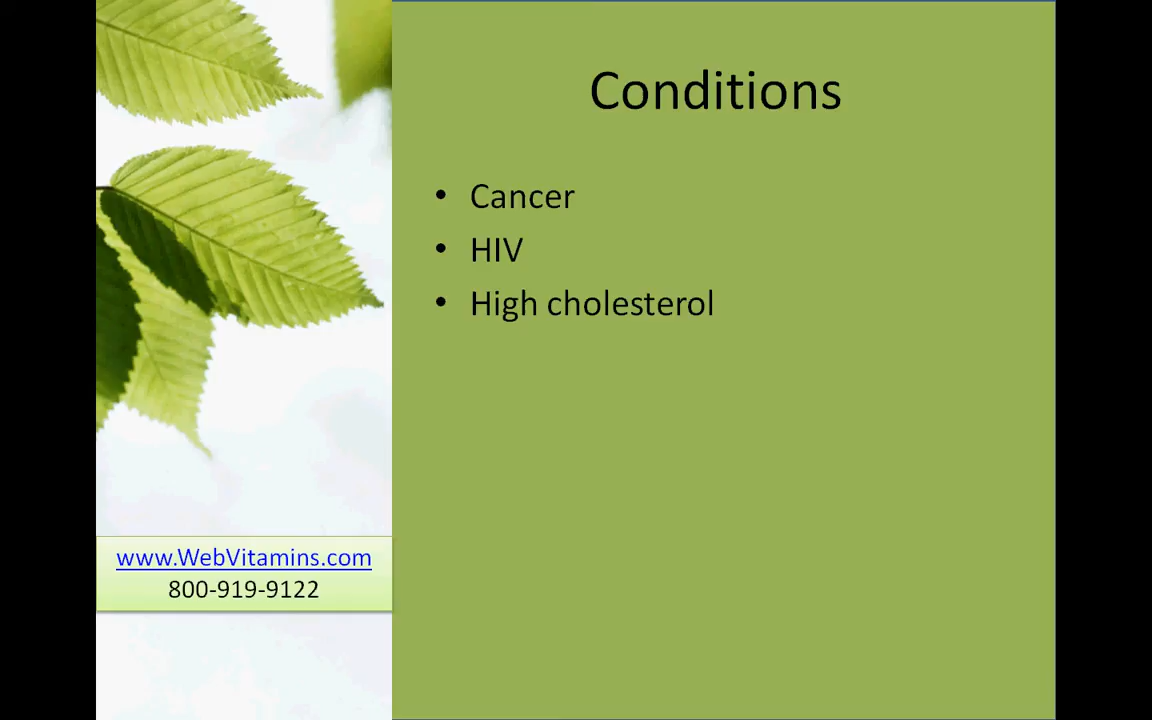 Conditions
• Cancer
• HIV
• High cholesterol
www.WebVitamins.com
800-919-9122